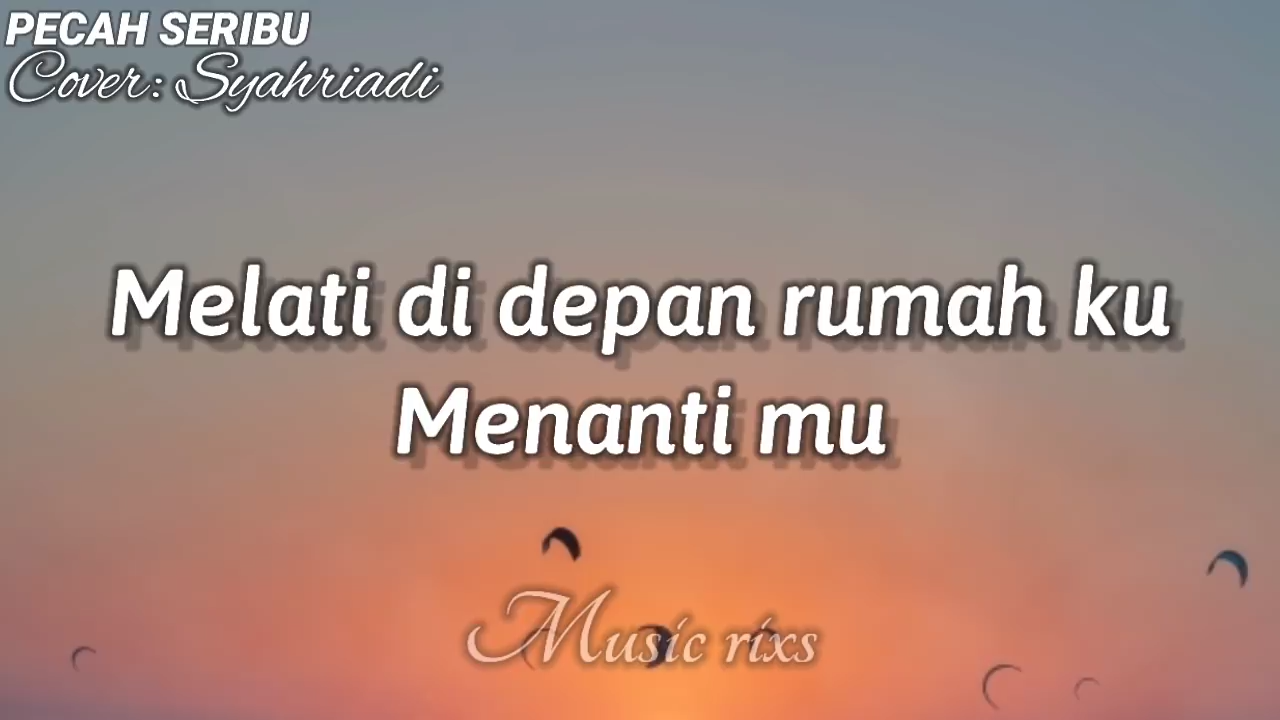 PECAH SERIBU
Cover: Syahriadi
Melati di depan rumah ku
Menanti mu
Music rixs